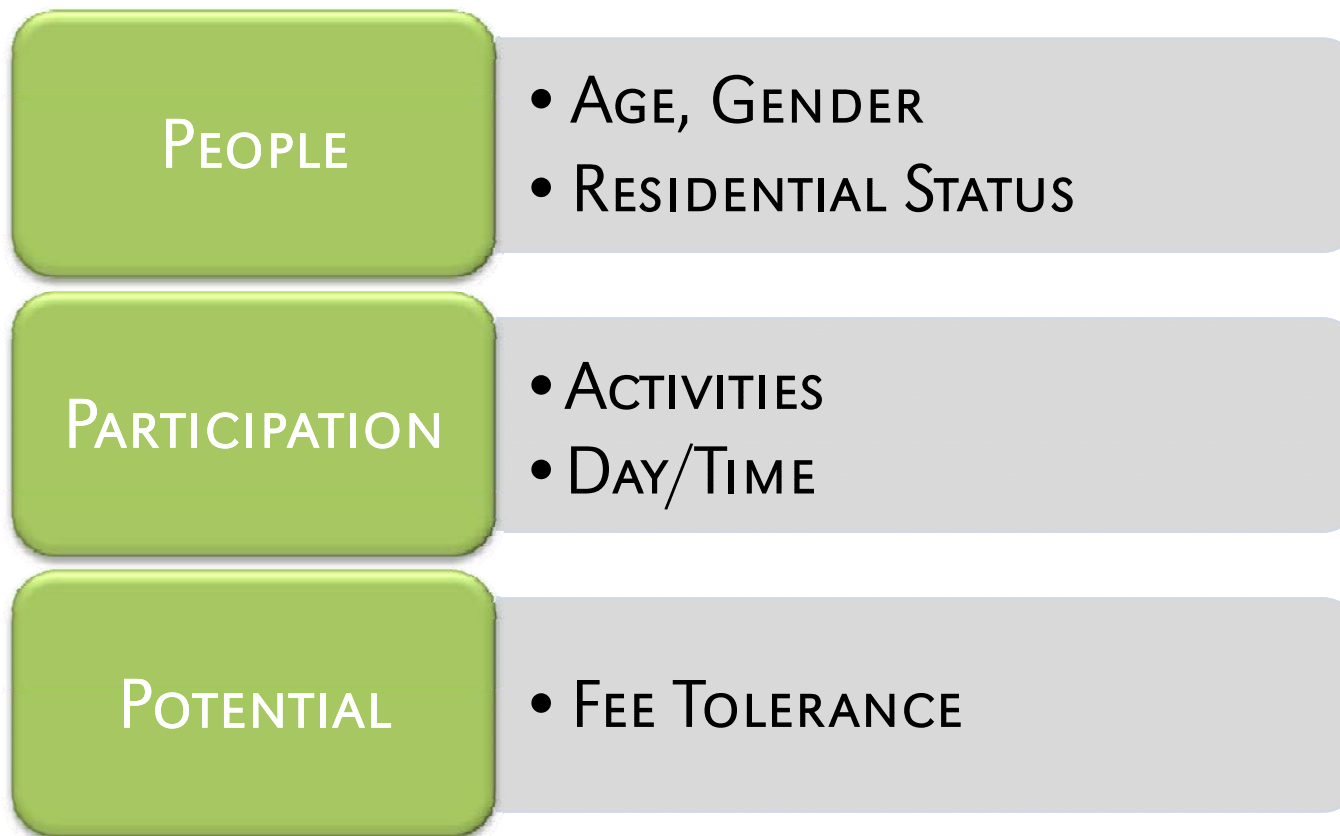 People
• Age, Gender
• Residential Status
Participation
• Activities
• Day/Time
Potential
• Fee Tolerance